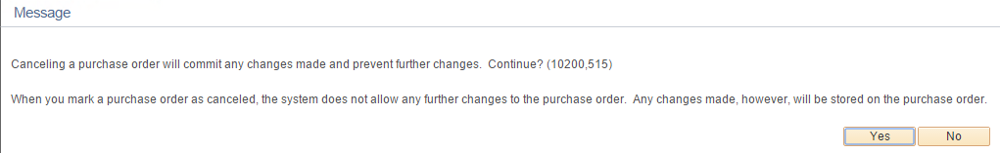 Message
Canceling a purchase order will commit any changes made and prevent further changes.  Continue? (10200,515)
When you mark a purchase order as canceled, the system does not allow any further changes to the purchase order.  Any changes made, however, will be stored on the purchase order.
Yes No